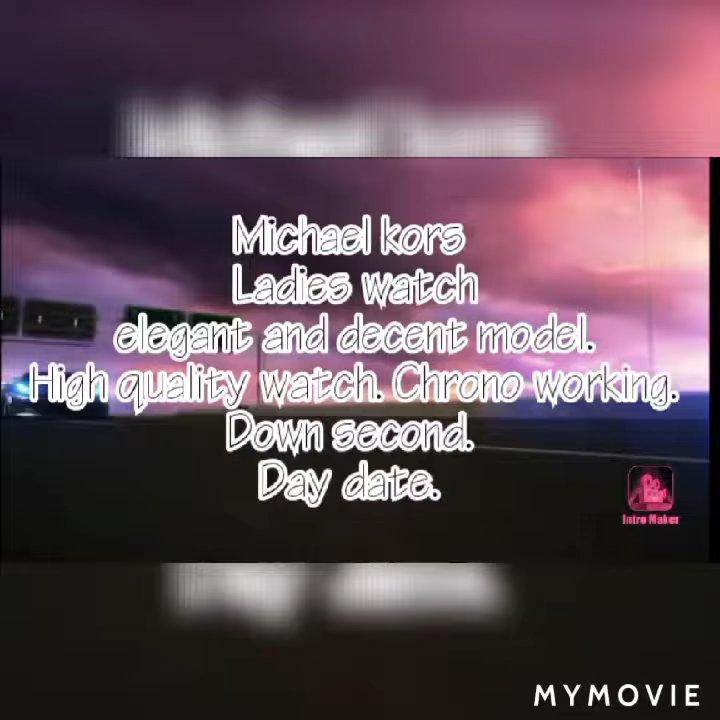 Michael kors
Ladies watch
elegant and decent model.
High quality watch. Chrono working.
Down second.
Day date.
Intro Maker
MYMOVIE